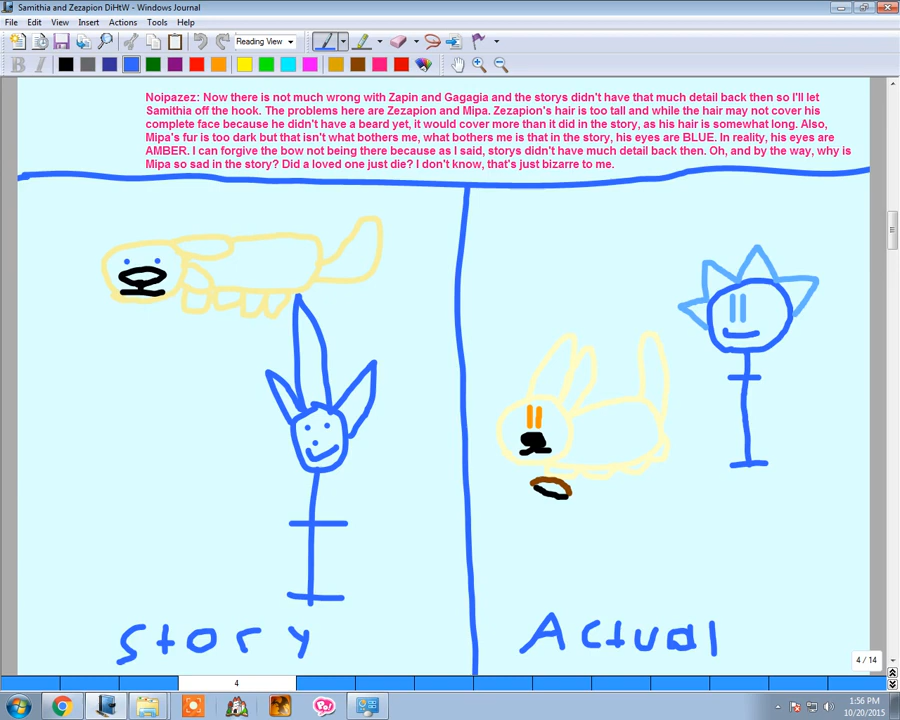 Samithia and Zezapion DiHtW - Windows Journal
File Edit View Insert Actions Tools Help
Reading View
B I
Noipazez: Now there is not much wrong with Zapin and Gagagia and the storys didn't have that much detail back then so I'll let
Samithia off the hook. The problems here are Zezapion and Mipa. Zezapion's hair is too tall and while the hair may not cover his
complete face because he didn't have a beard yet, it would cover more than it did in the story, as his hair is somewhat long. Also,
Mipa's fur is too dark but that isn't what bothers me, what bothers me is that in the story, his eyes are BLUE. In reality, his eyes are
AMBER. I can forgive the bow not being there because as I said, storys didn't have much detail back then. Oh, and by the way, why is
Mipa so sad in the story? Did a loved one just die? I don't know, that's just bizarre to me.
Story
Actual
4 / 14
4
Po!
1:56 PM
10/20/2015